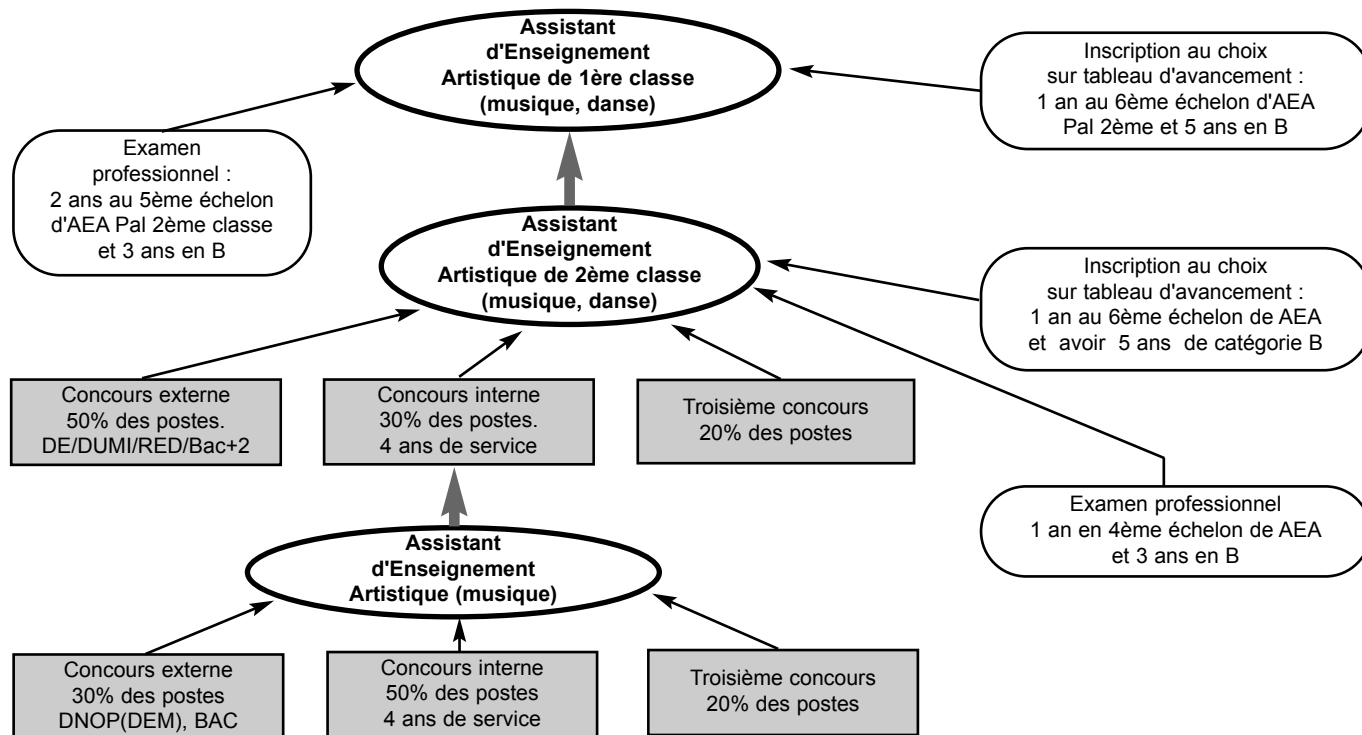 Assistant
d'Enseignement
Artistique de 1ère classe
(musique, danse)
Inscription au choix
sur tableau d'avancement :
1 an au 6ème échelon d'AEA
Pal 2ème et 5 ans en B
Examen
professionnel :
2 ans au 5ème échelon
d'AEA Pal 2ème classe
et 3 ans en B
Assistant
d'Enseignement
Artistique de 2ème classe
(musique, danse)
Inscription au choix
sur tableau d'avancement :
1 an au 6ème échelon de AEA
et avoir 5 ans de catégorie B
Concours externe
50% des postes.
DE/DUMI/RED/Bac+2
Concours interne
30% des postes.
4 ans de service
Troisième concours
20% des postes
Examen professionnel
1 an en 4ème échelon de AEA
et 3 ans en B
Assistant
d'Enseignement
Artistique (musique)
Concours externe
30% des postes
DNOP(DEM), BAC
Concours interne
50% des postes
4 ans de service
Troisième concours
20% des postes